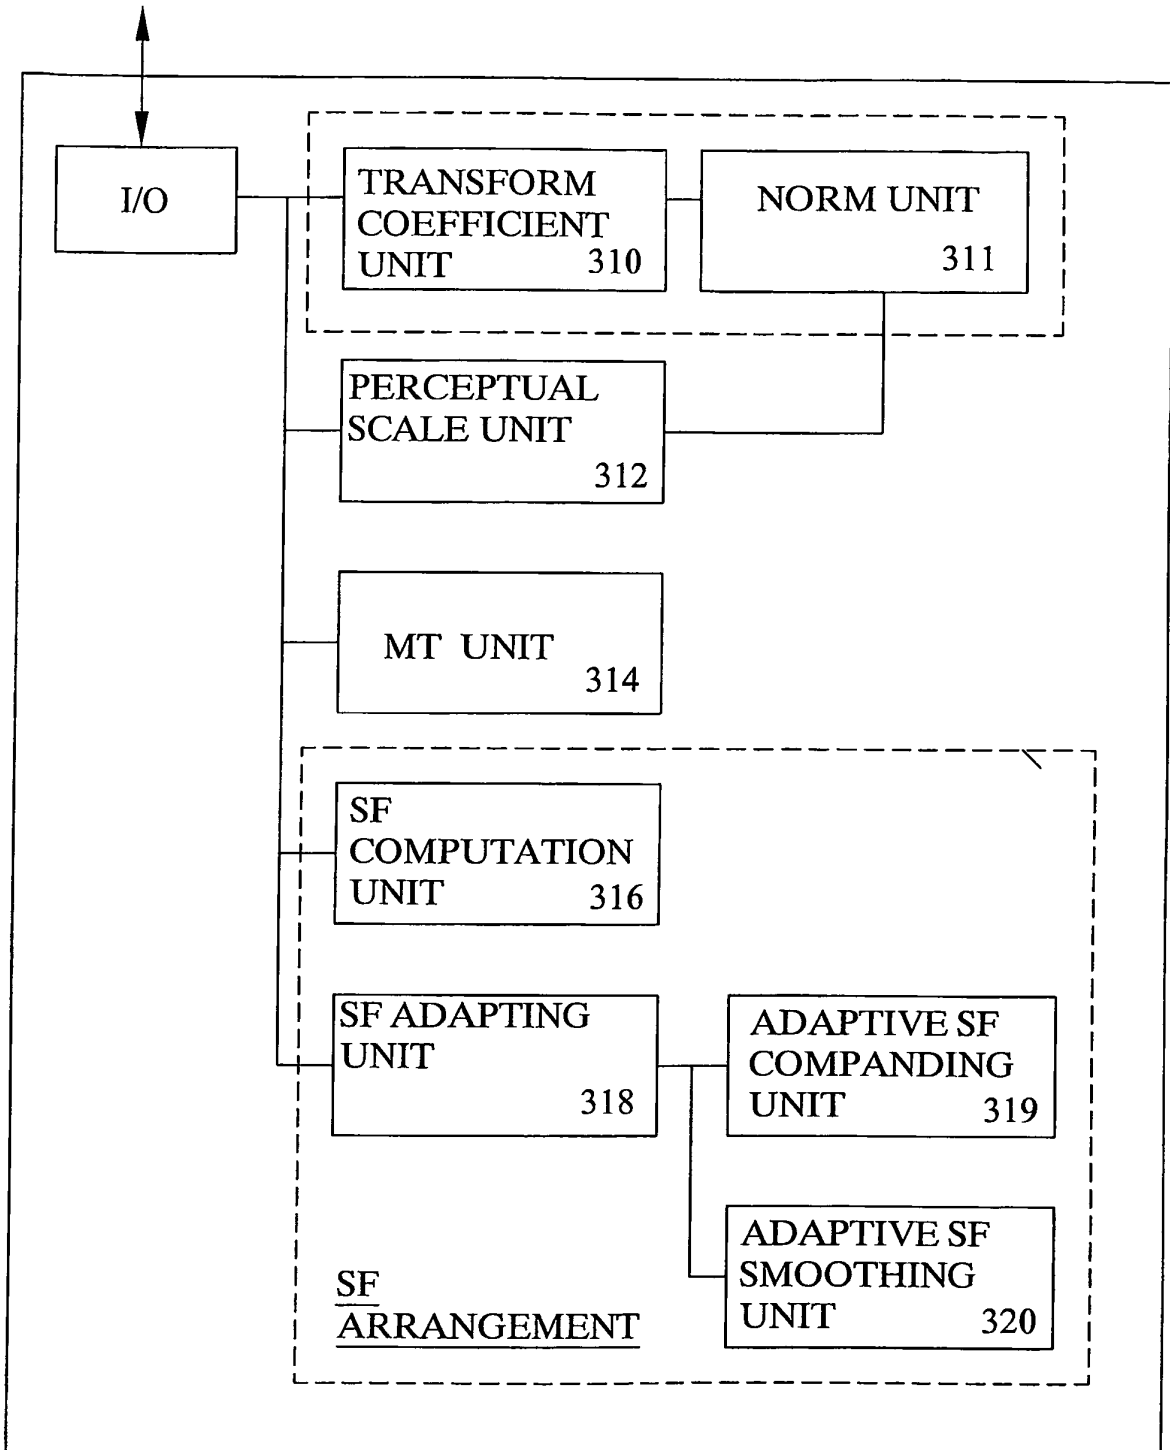 I/O
TRANSFORM
COEFFICIENT
UNIT 310
NORM UNIT
311
PERCEPTUAL
SCALE UNIT
312
MT UNIT
314
SF
COMPUTATION
UNIT 316
SF ADAPTING
UNIT
318
ADAPTIVE SF
COMPANDING
UNIT 319
ADAPTIVE SF
SMOOTHING
UNIT 320
SF
ARRANGEMENT